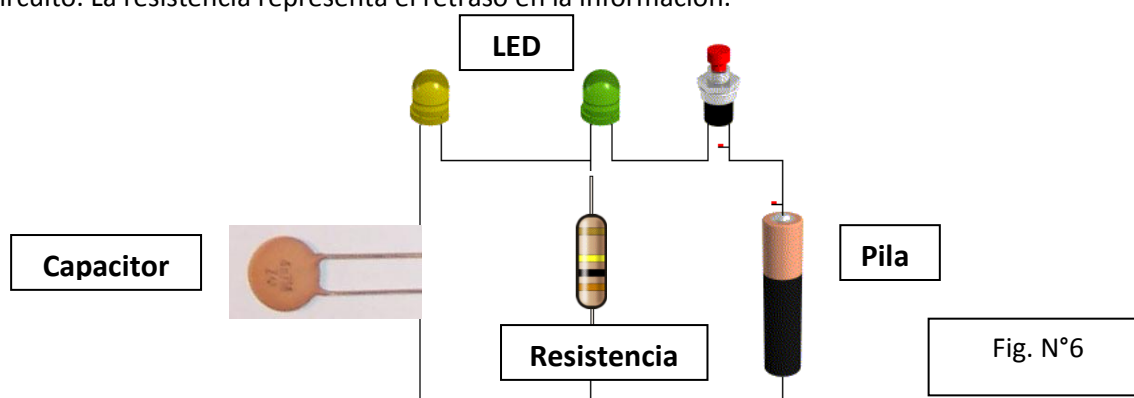 circuito. La resistencia representa el retraso en la información.
LED
Capacitor
Pila
Resistencia
Fig. N°6